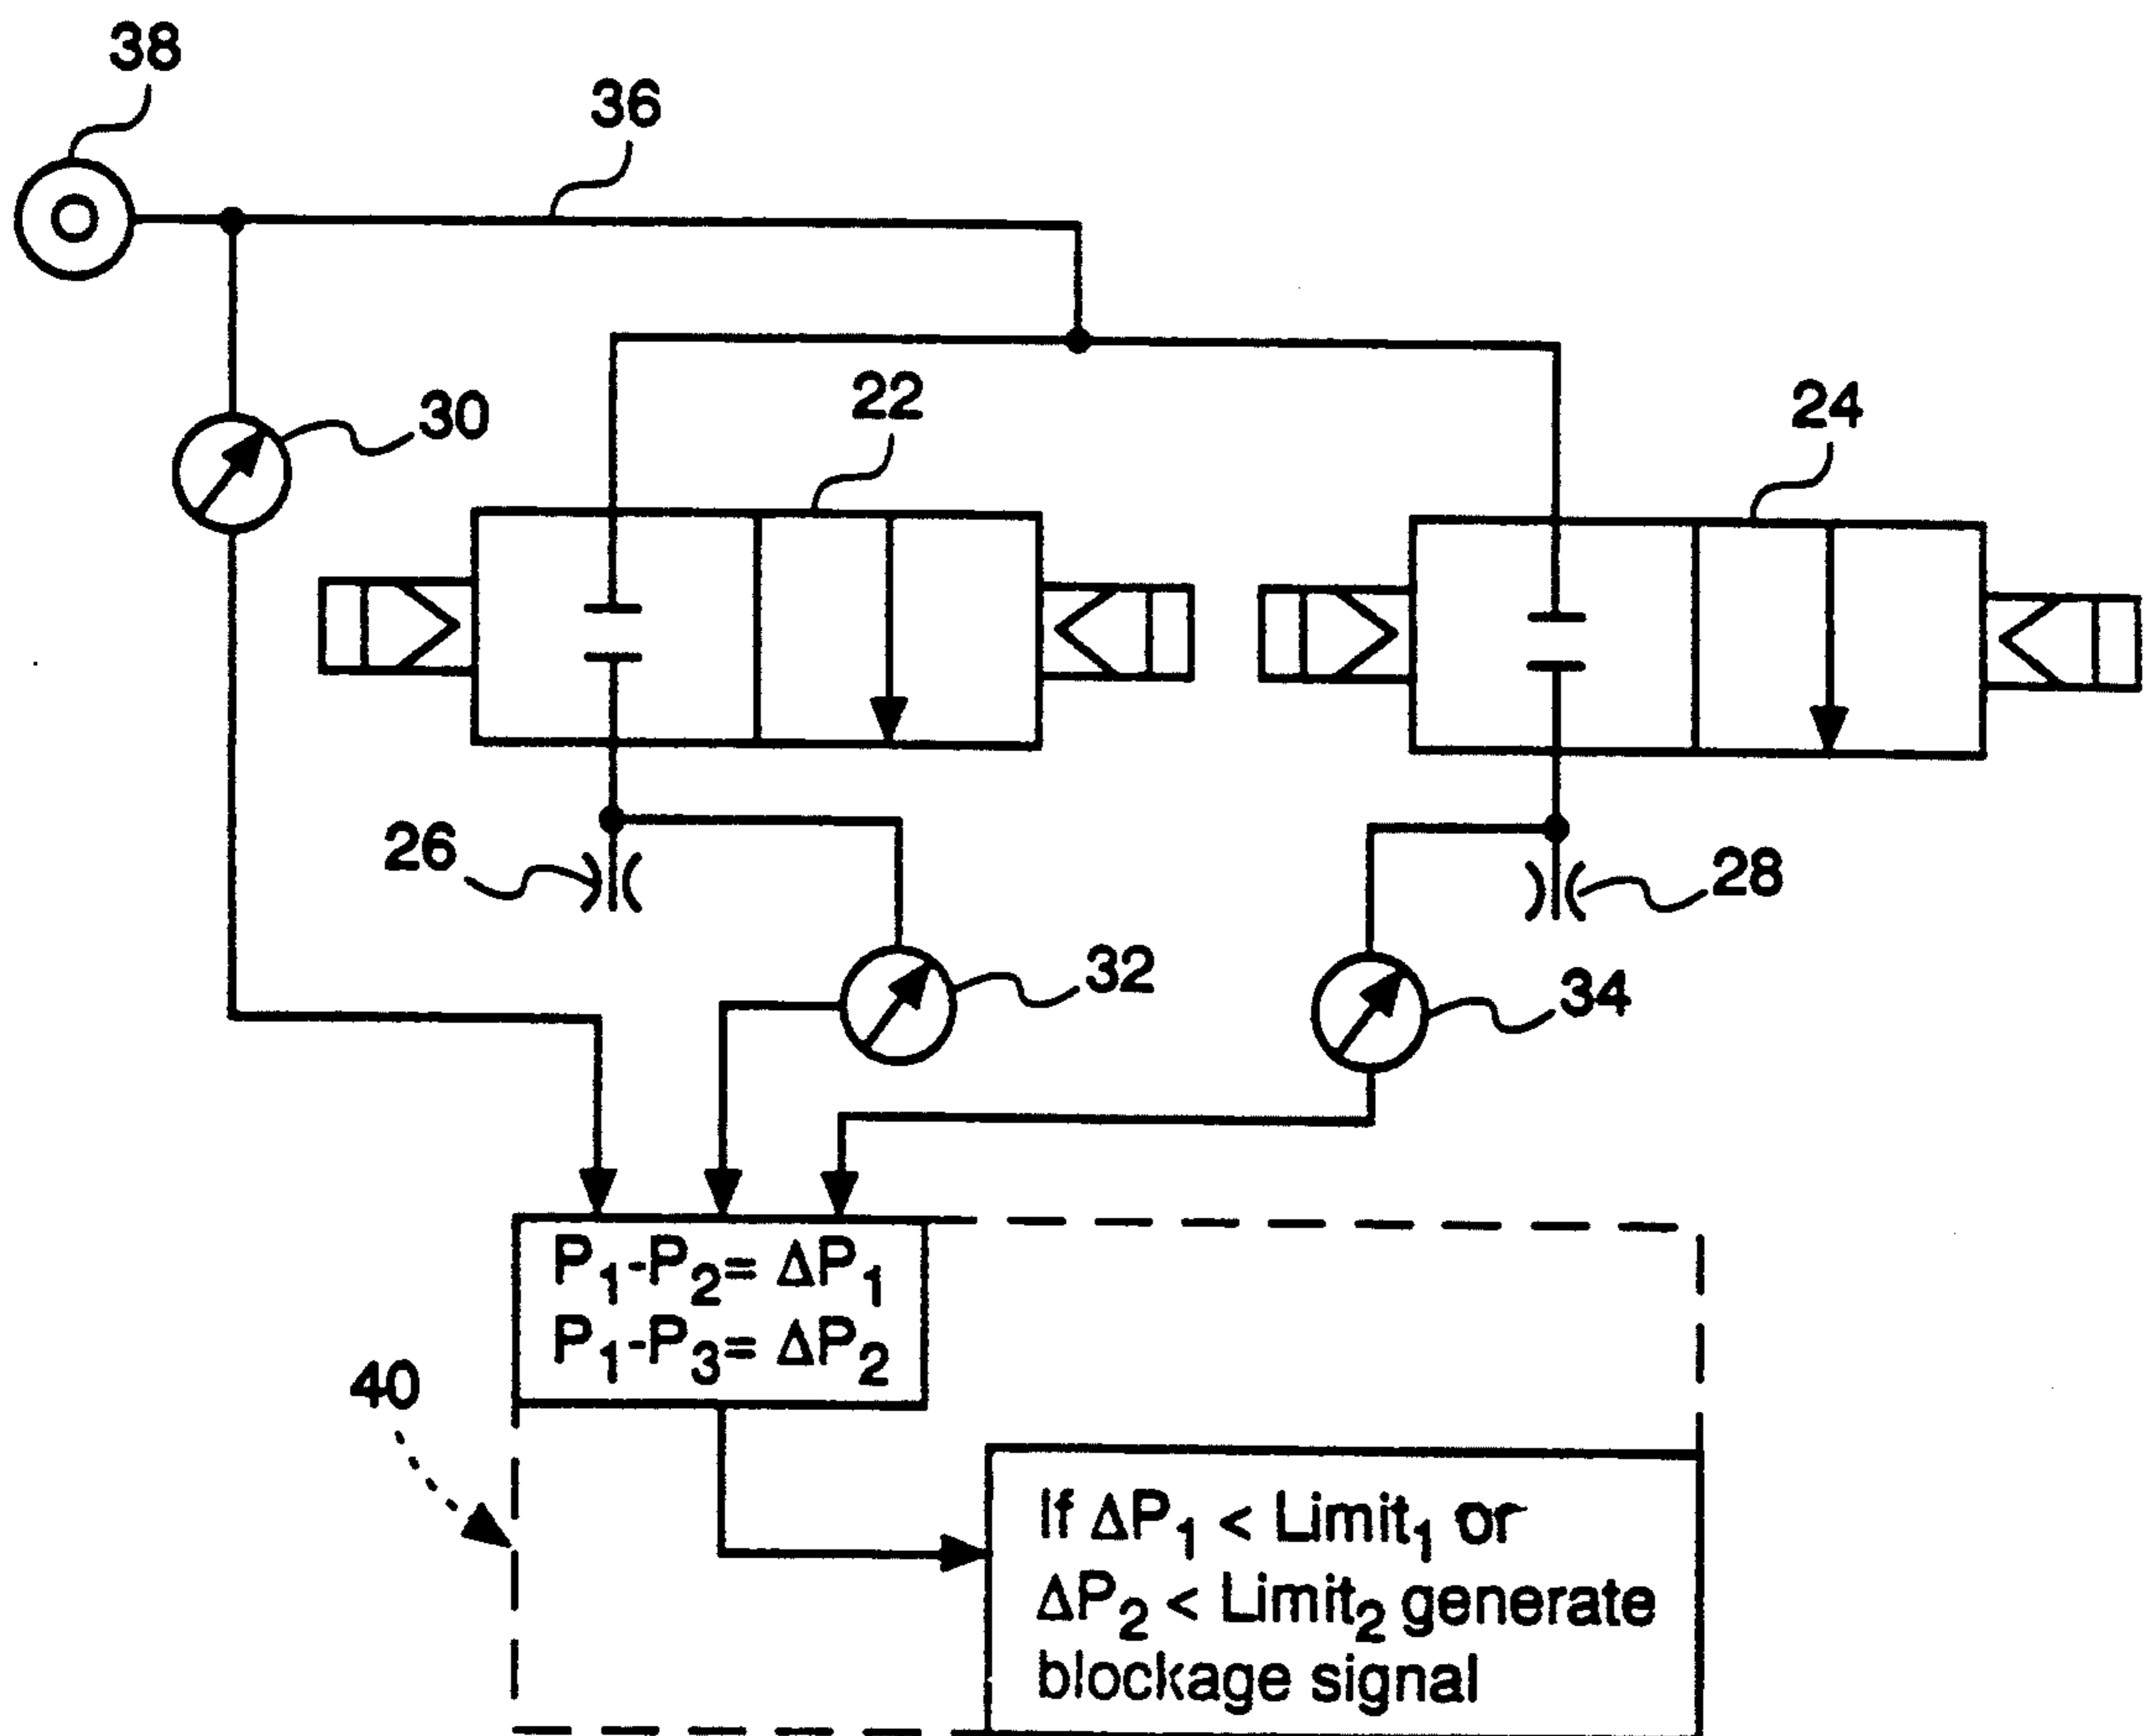 38
36
30
22
24
26
28
32
34
P₁-P₂= ΔP₁
P₁-P₃= ΔP₂
40
If ΔP₁ < Limit₁ or
ΔP₂ < Limit₂ generate
blockage signal